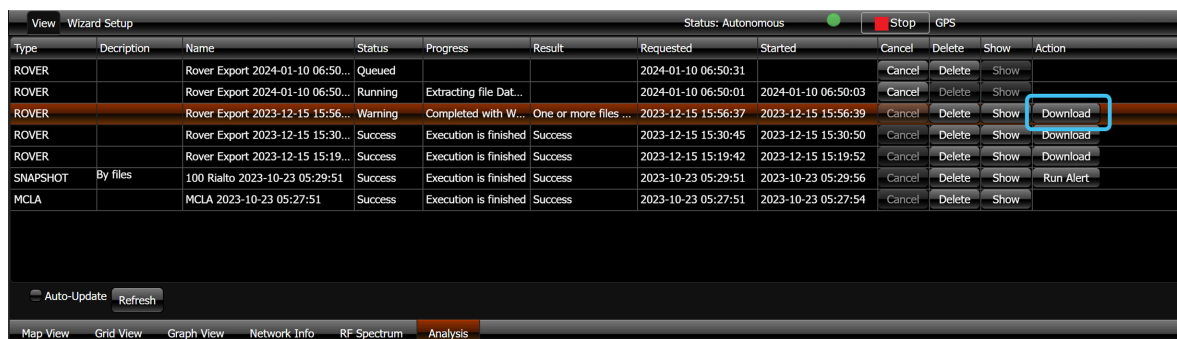 View Wizard Setup Status: Autonomous Stop GPS
Type Decription Name Status Progress Result Requested Started Cancel Delete Show Action
ROVER Rover Export 2024-01-10 06:50... Queued 2024-01-10 06:50:31 Cancel Delete Show
ROVER Rover Export 2024-01-10 06:50... Running Extracting file Dat... 2024-01-10 06:50:01 2024-01-10 06:50:03 Cancel Delete Show
ROVER Rover Export 2023-12-15 15:56... Warning Completed with W... One or more files ... 2023-12-15 15:56:37 2023-12-15 15:56:39 Cancel Delete Show Download
ROVER Rover Export 2023-12-15 15:30... Success Execution is finished Success 2023-12-15 15:30:45 2023-12-15 15:30:50 Cancel Delete Show Download
ROVER Rover Export 2023-12-15 15:19... Success Execution is finished Success 2023-12-15 15:19:42 2023-12-15 15:19:52 Cancel Delete Show Download
SNAPSHOT By files 100 Rialto 2023-10-23 05:29:51 Success Execution is finished Success 2023-10-23 05:29:51 2023-10-23 05:29:56 Cancel Delete Show Run Alert
MCLA MCLA 2023-10-23 05:27:51 Success Execution is finished Success 2023-10-23 05:27:51 2023-10-23 05:27:54 Cancel Delete Show
Auto-Update Refresh
Map View Grid View Graph View Network Info RF Spectrum Analysis